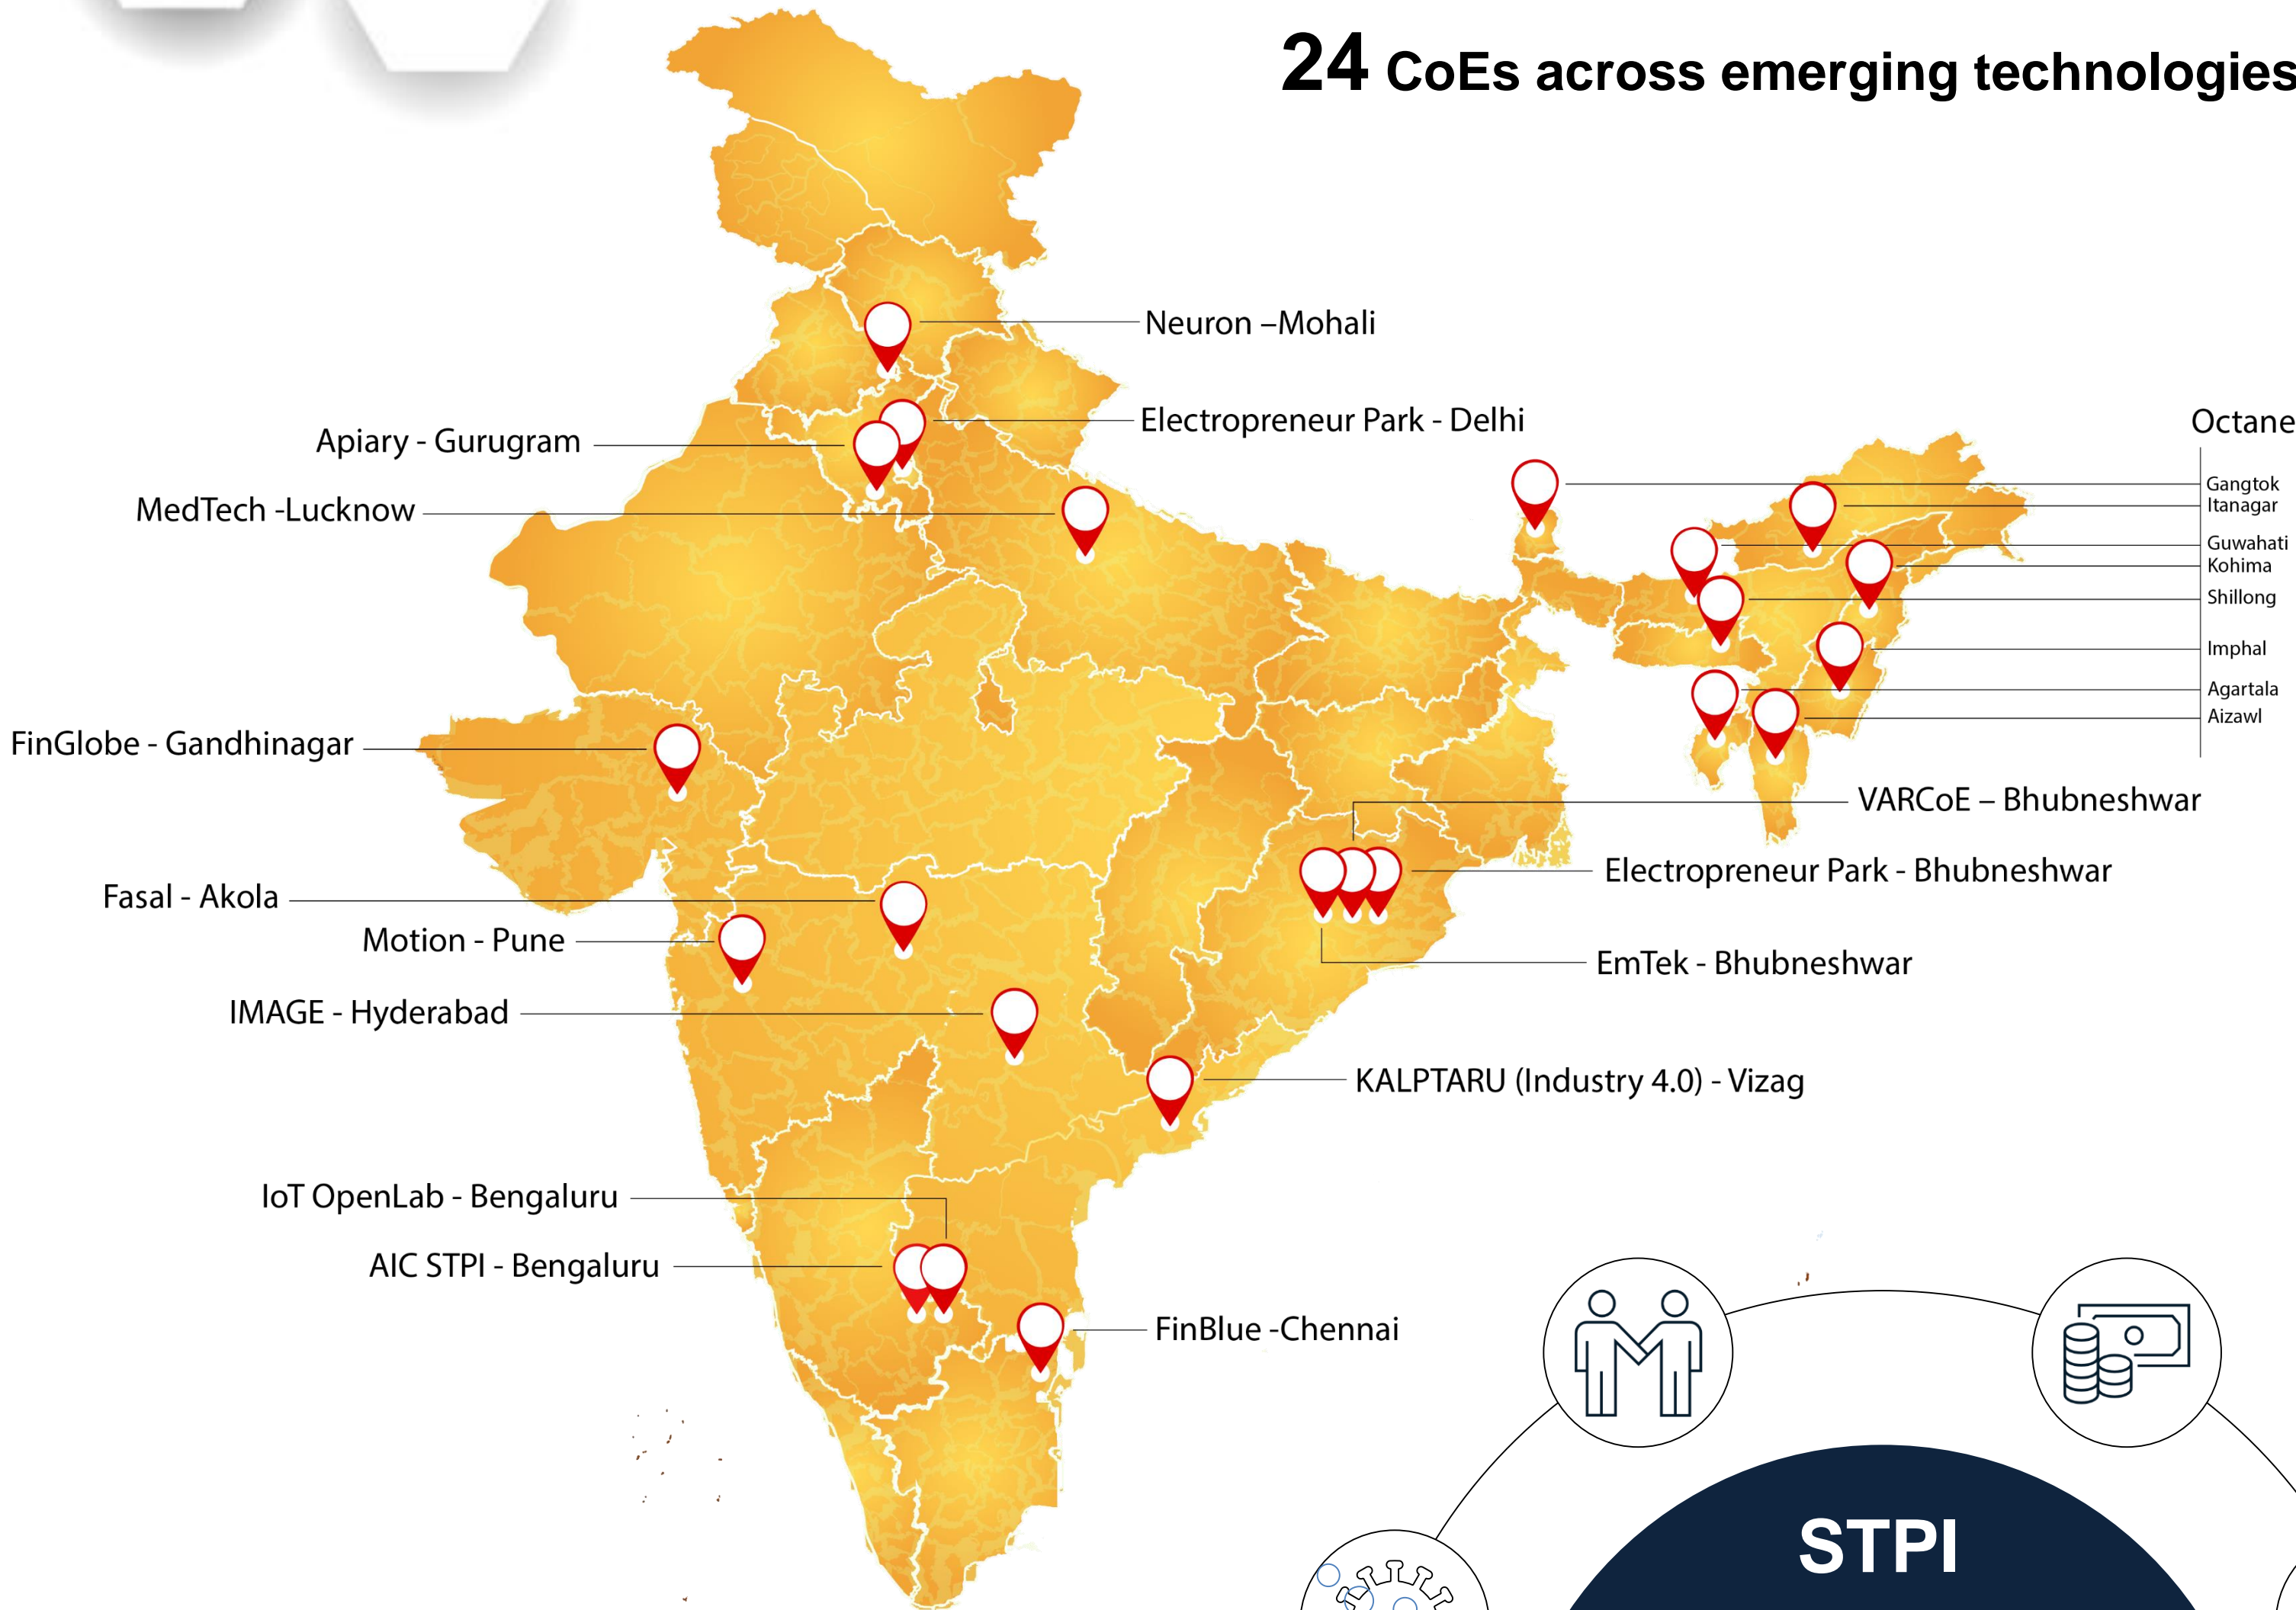 24 CoEs across emerging technologies
Neuron –Mohali
Electropreneur Park - Delhi
Apiary - Gurugram
MedTech -Lucknow
Octane
Gangtok
Itanagar
Guwahati
Kohima
Shillong
Imphal
Agartala
Aizawl
FinGlobe - Gandhinagar
VARCoE – Bhubneshwar
Electropreneur Park - Bhubneshwar
Fasal - Akola
Motion - Pune
EmTek - Bhubneshwar
IMAGE - Hyderabad
KALPTARU (Industry 4.0) - Vizag
IoT OpenLab - Bengaluru
AIC STPI - Bengaluru
FinBlue -Chennai
STPI